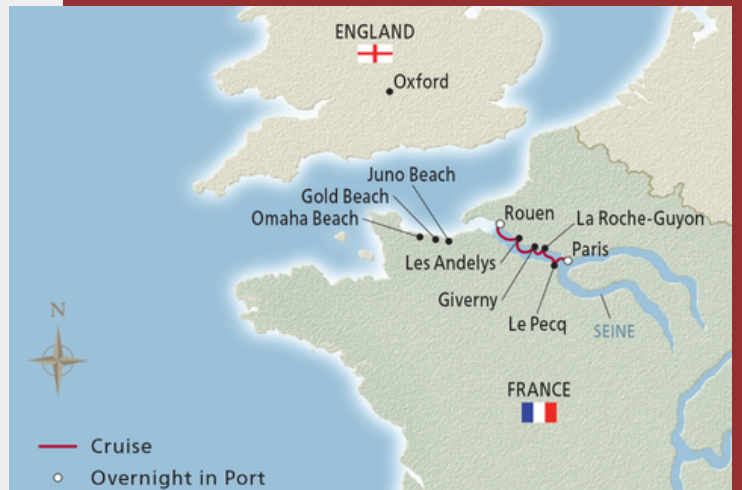 ENGLAND
Oxford
Juno Beach
Gold Beach
Omaha Beach
Rouen
La Roche-Guyon
Les Andelys
Paris
Giverny
Le Pecq
SEINE
N
FRANCE
Cruise
Overnight in Port